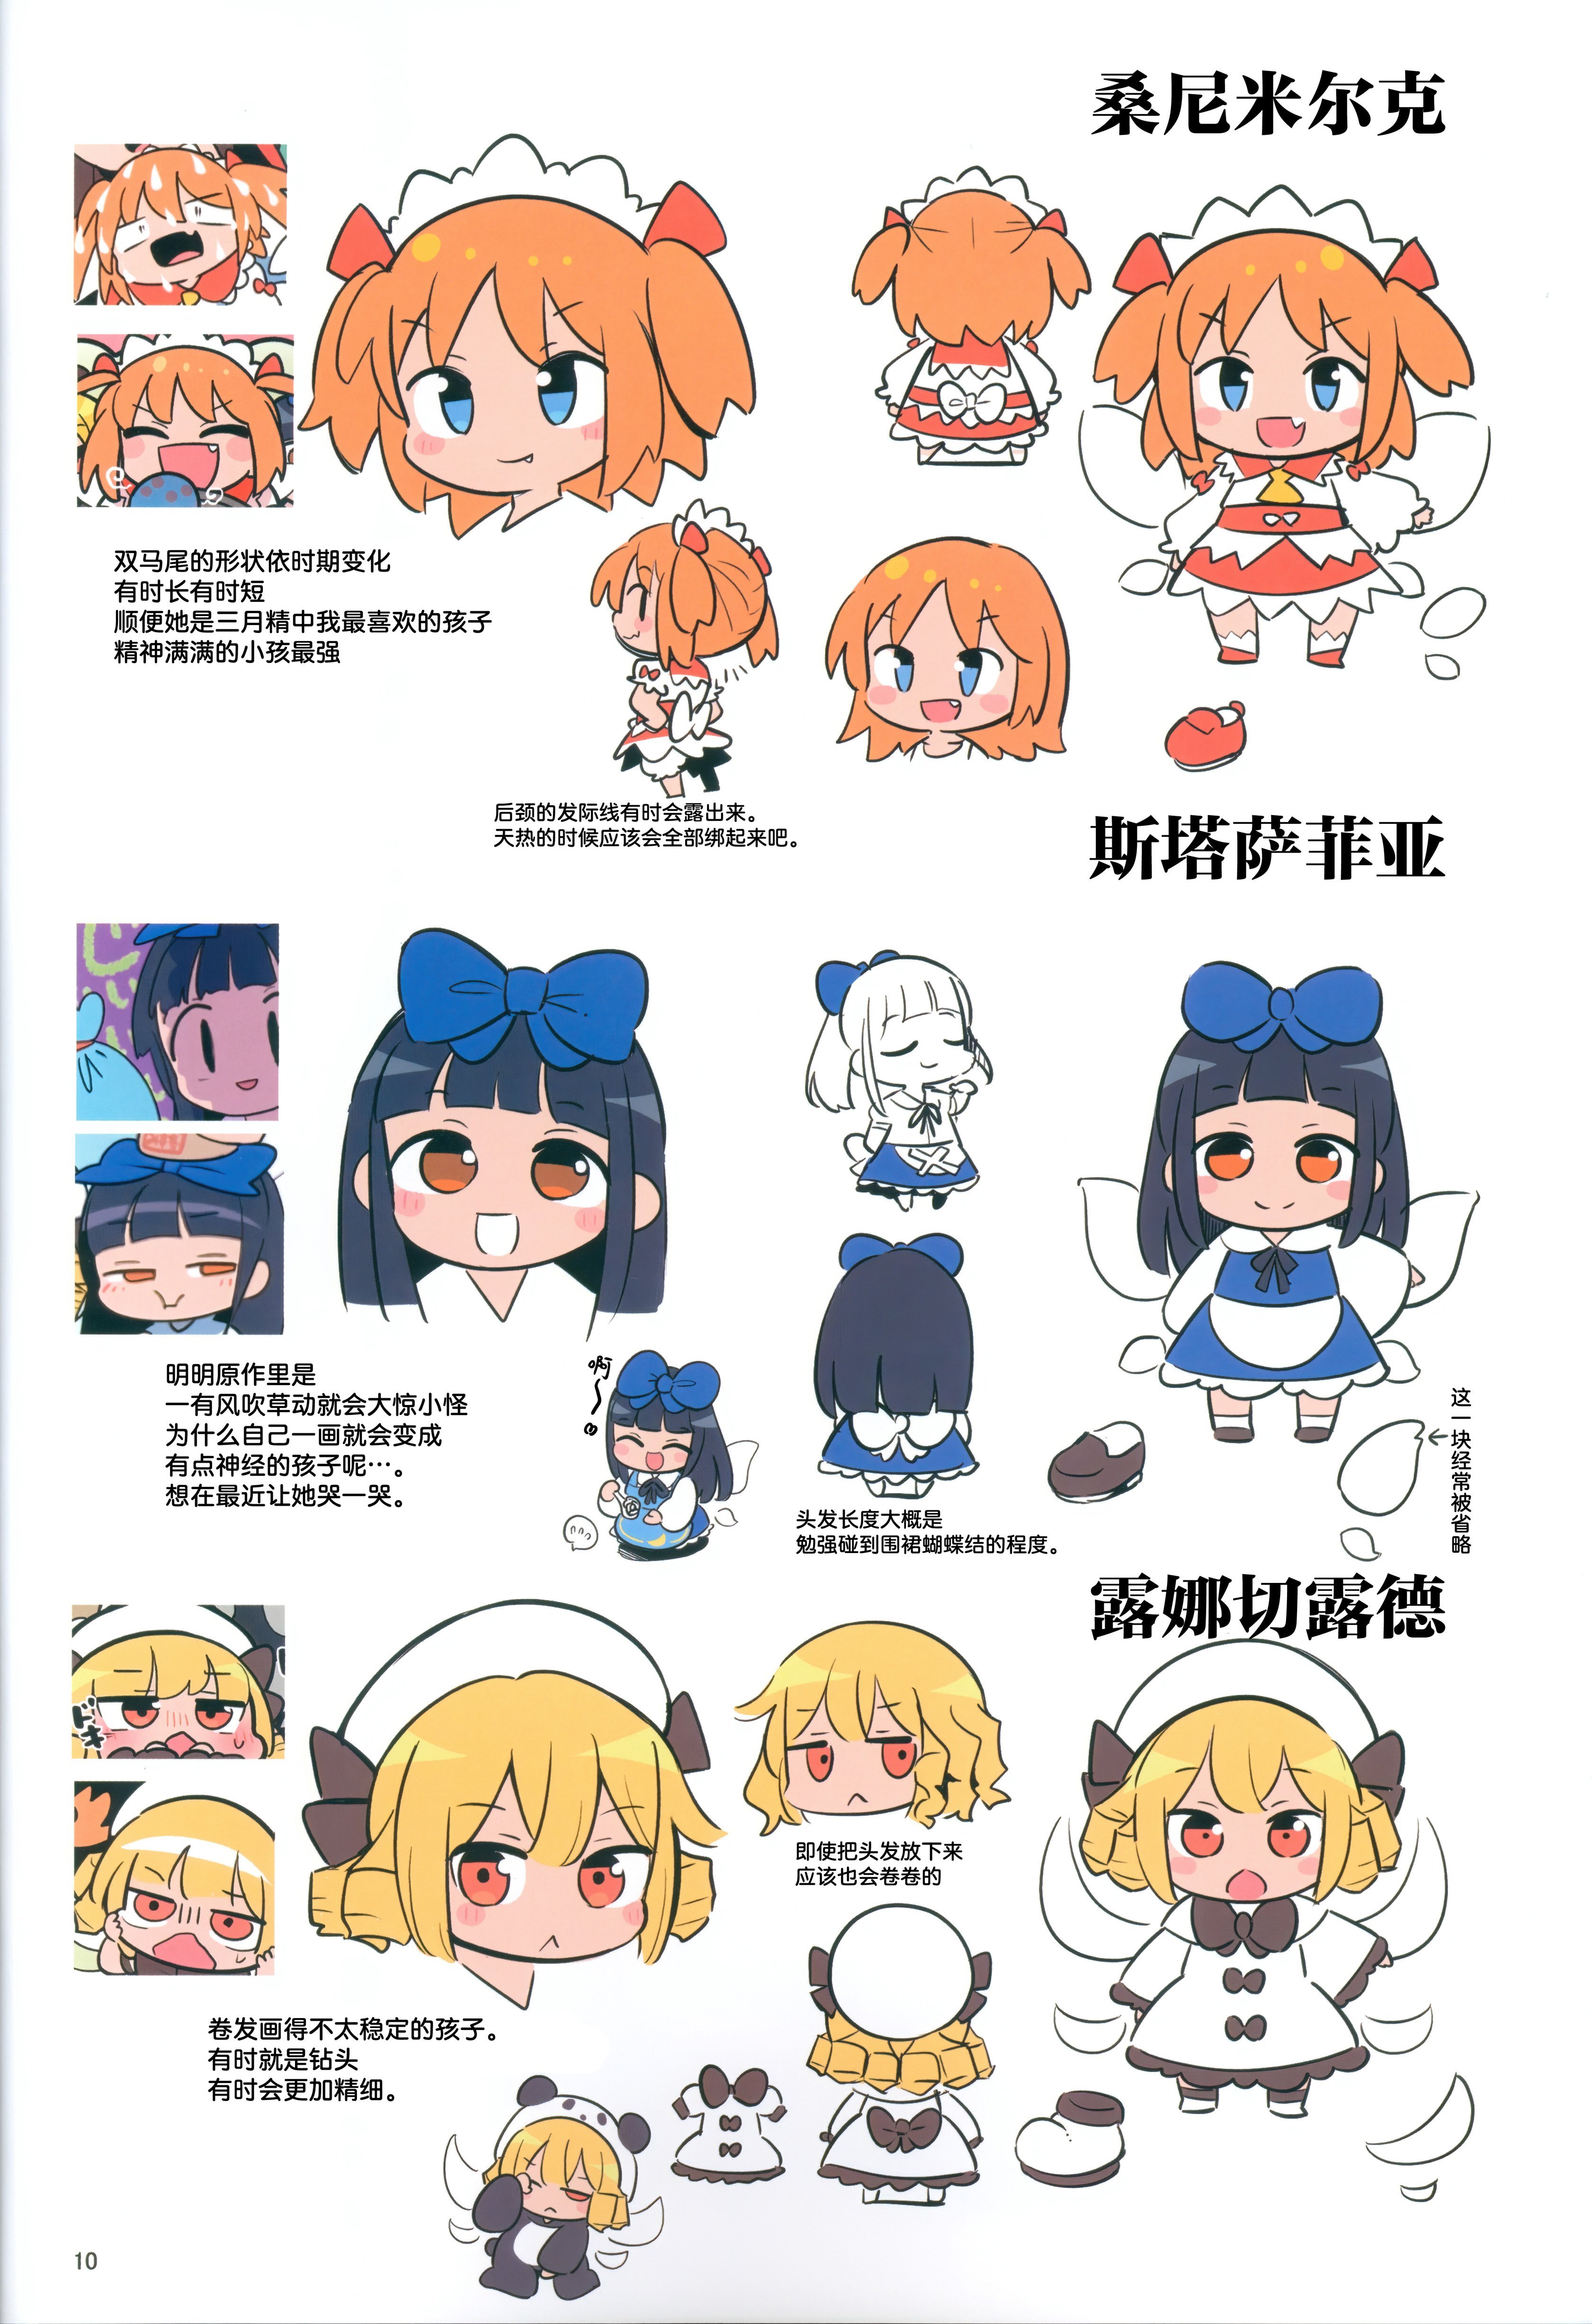 桑尼米尔克
双马尾的形状依时期变化
有时长有时短
顺便她是三月精中我最喜欢的孩子
精神满满的小孩最强
后颈的发际线有时会露出来。
天热的时候应该会全部绑起来吧。
斯塔萨菲亚
明明原作里是
一有风吹草动就会大惊小怪
为什么自己一画就会变成
有点神经的孩子呢…。
想在最近让她哭一哭。
啊～
头发长度大概是
勉强碰到围裙蝴蝶结的程度。
这一块经常被省略
露娜切露德
ドキ
即使把头发放下来
应该也会卷卷的
卷发画得不太稳定的孩子。
有时就是钻头
有时会更加精细。
10